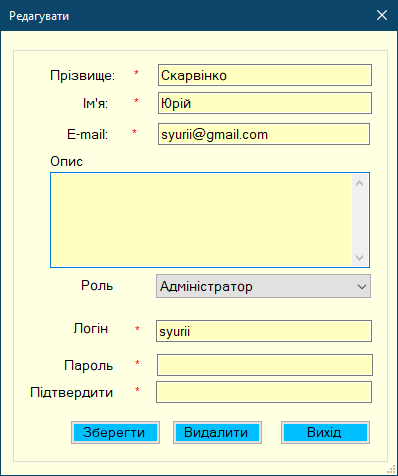 Редагувати
Прізвище: * Скарвінко
Ім'я: * Юрій
E-mail: * syurii@gmail.com
Опис
Роль Адміністратор
Логін * syurii
Пароль *
Підтвердити *
Зберегти Видалити Вихід